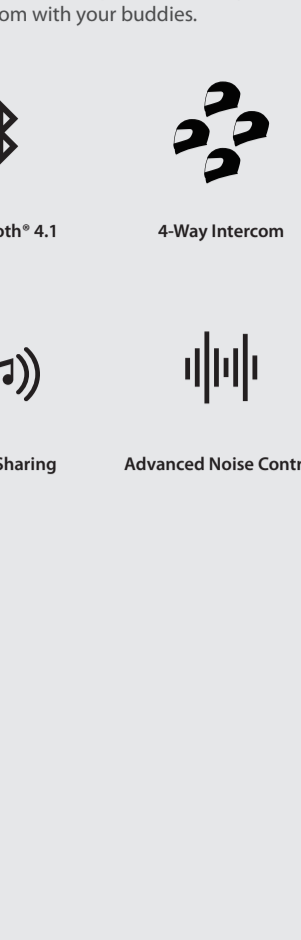 om with your buddies.
oth® 4.1
4-Way Intercom
Sharing
Advanced Noise Contr